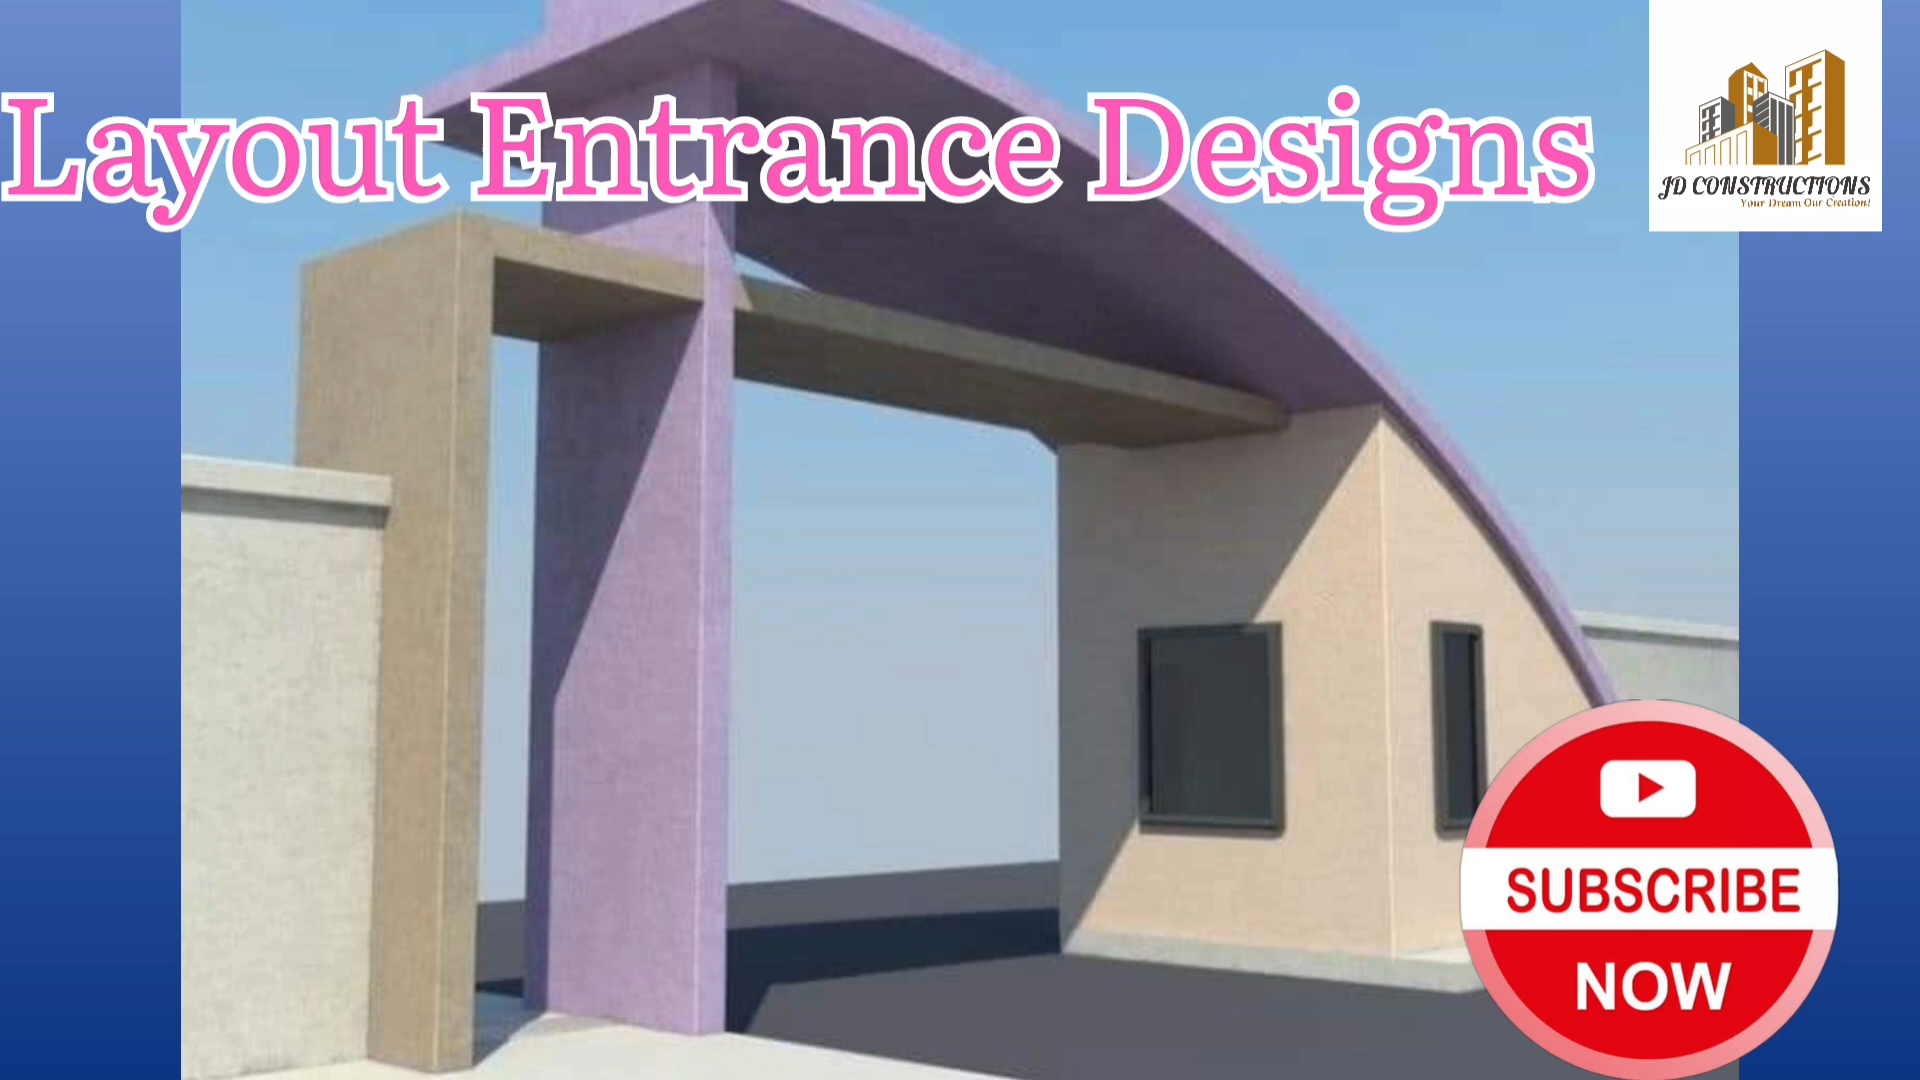 Layout Entrance Designs
JD CONSTRUCTIONS
Your Dream Our Creation!
SUBSCRIBE
NOW